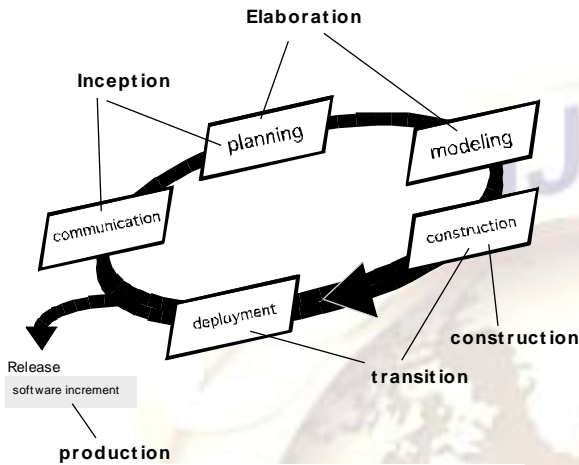 Elaboration
Inception
planning
modeling
communication
construction
deployment
construction
transition
Release
software increment
production